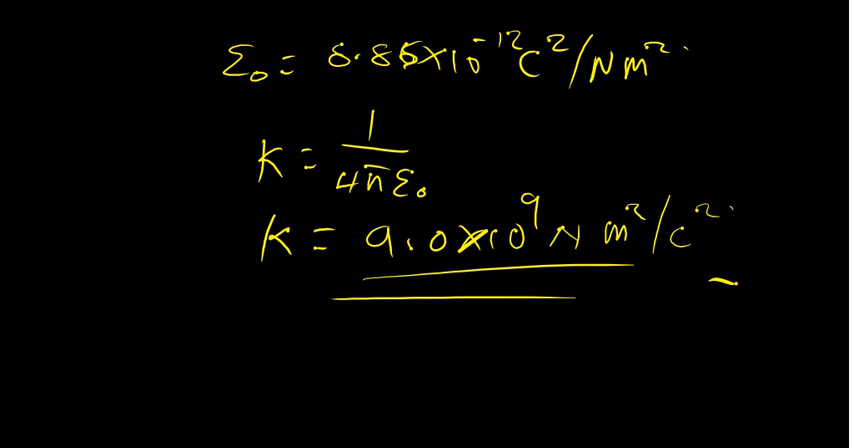 ε₀ = 8.85×10⁻¹² C²/Nm²
K = 1/4πε₀
K = 9.0×10⁹ N m²/C²